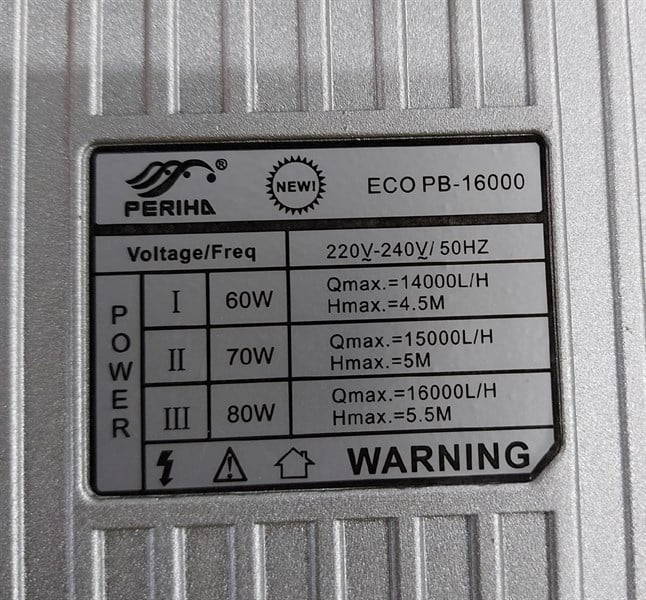 PERIHA ®
NEW!
ECO PB-16000
Voltage/Freq
220V-240V/ 50HZ
POWER
I
60W
Qmax.=14000L/H
Hmax.=4.5M
II
70W
Qmax.=15000L/H
Hmax.=5M
III
80W
Qmax.=16000L/H
Hmax.=5.5M
WARNING